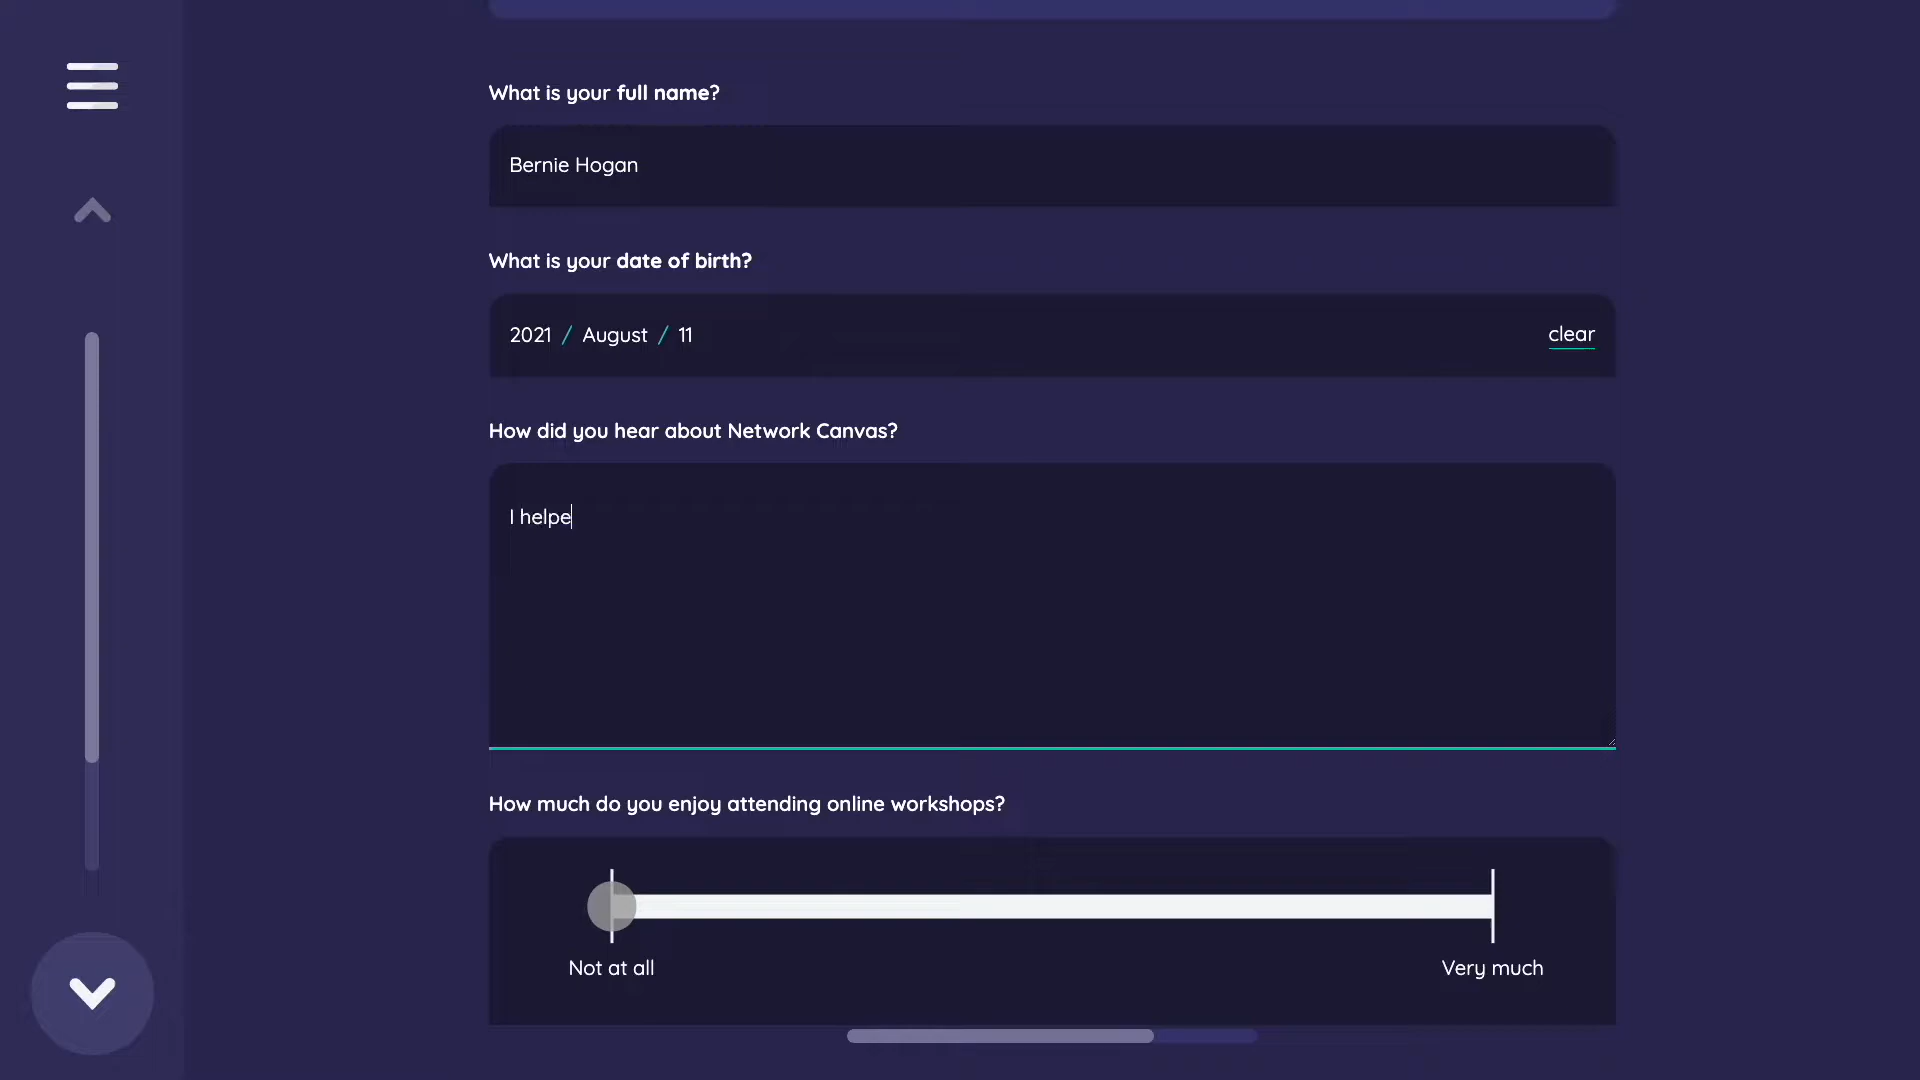 What is your full name?
Bernie Hogan
What is your date of birth?
2021 / August / 11
clear
How did you hear about Network Canvas?
I helpe
How much do you enjoy attending online workshops?
Not at all
Very much